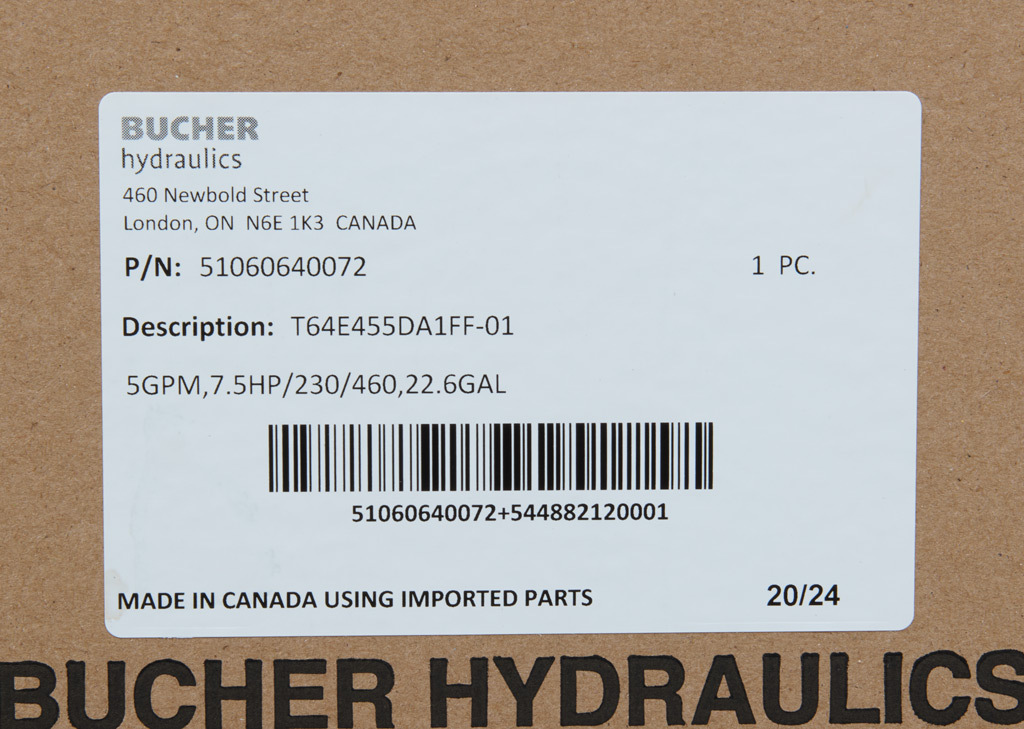 BUCHER
hydraulics
460 Newbold Street
London, ON N6E 1K3 CANADA
P/N: 51060640072 1 PC.
Description: T64E455DA1FF-01
5GPM,7.5HP/230/460,22.6GAL
51060640072+544882120001
MADE IN CANADA USING IMPORTED PARTS 20/24
BUCHER HYDRAULICS